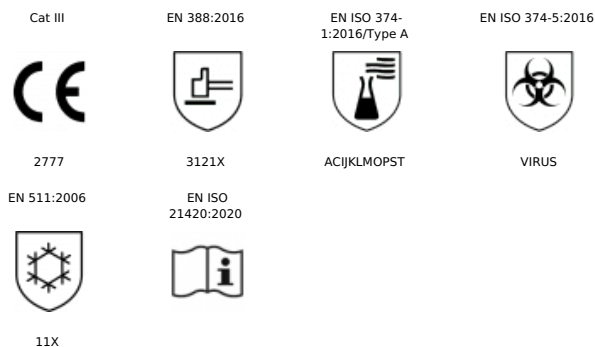 Cat III
EN 388:2016
EN ISO 374-
1:2016/Type A
EN ISO 374-5:2016
CE
2777
3121X
ACIJKLMOPST
VIRUS
EN 511:2006
EN ISO
21420:2020
i
11X